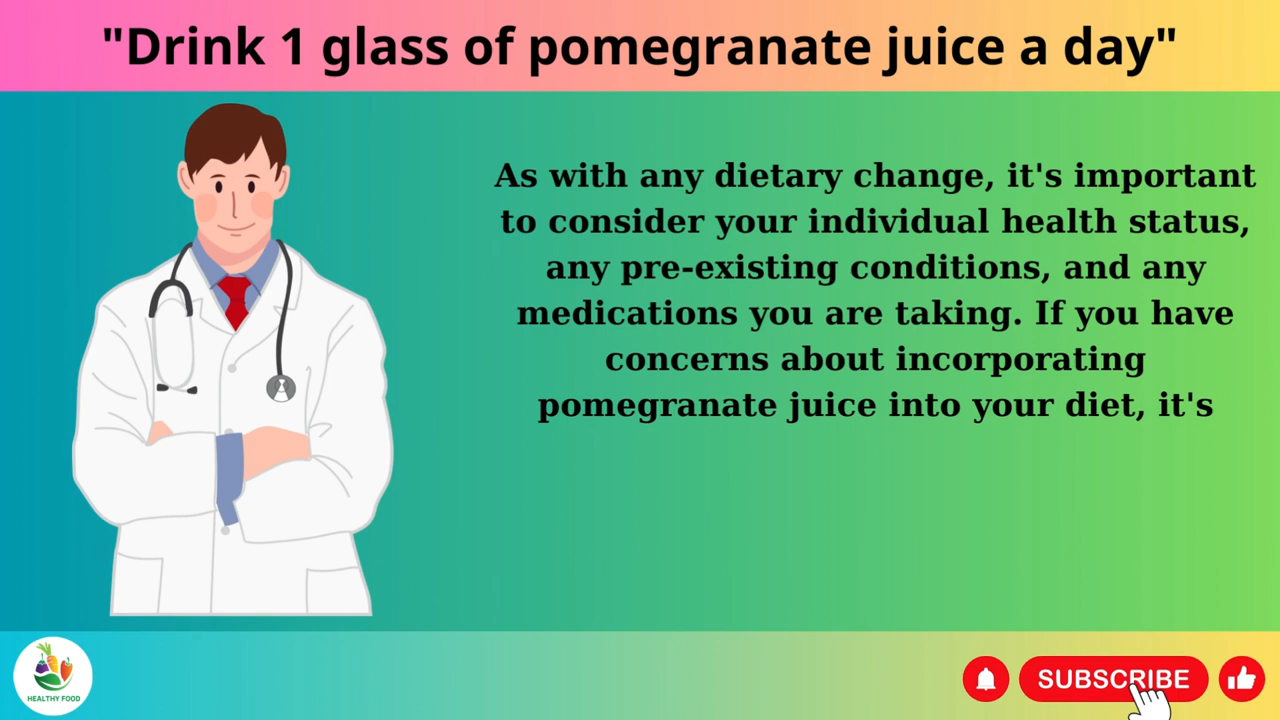 "Drink 1 glass of pomegranate juice a day"
As with any dietary change, it's important
to consider your individual health status,
any pre-existing conditions, and any
medications you are taking. If you have
concerns about incorporating
pomegranate juice into your diet, it's
HEALTHY FOOD
SUBSCRIBE